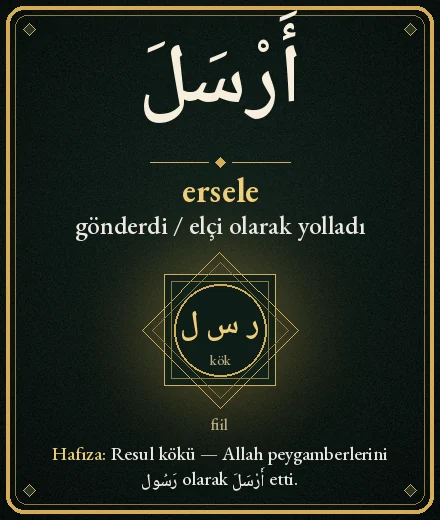 أَرْسَلَ
ersele
gönderdi / elçi olarak yolladı
ر س ل
kök
fiil
Hafıza: Resul kökü — Allah peygamberlerini
رَسُول olarak أَرْسَلَ etti.